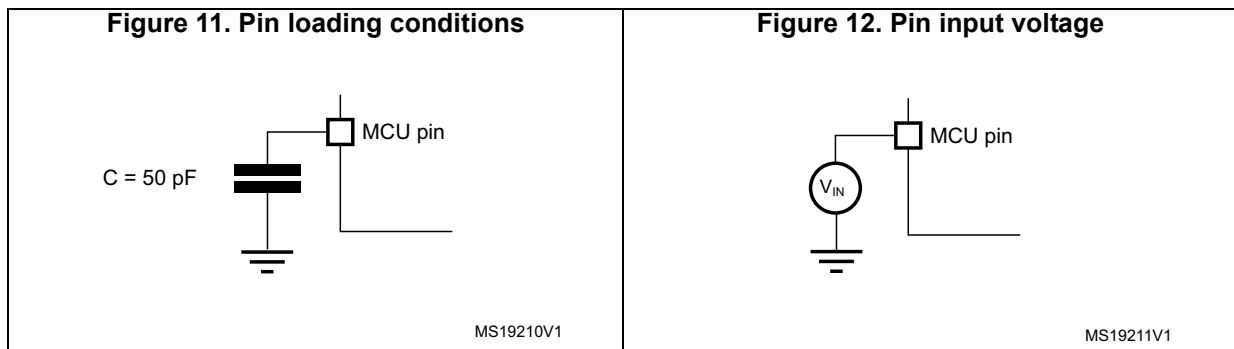 Figure 11. Pin loading conditions
MCU pin
C = 50 pF
MS19210V1
Figure 12. Pin input voltage
MCU pin
VIN
MS19211V1